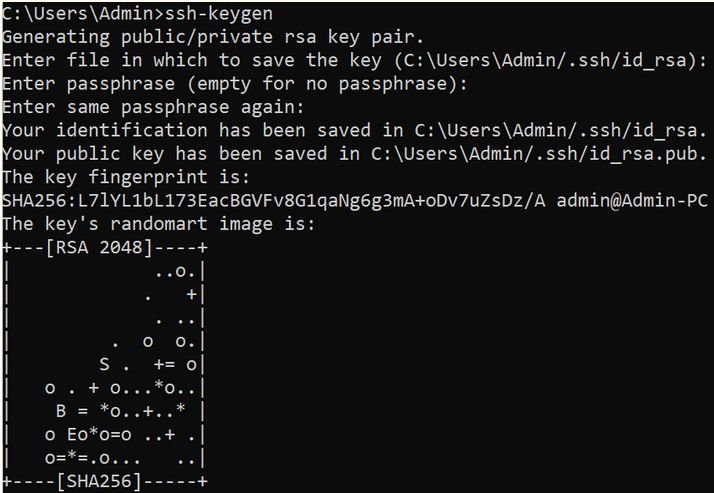 C:\Users\Admin>ssh-keygen
Generating public/private rsa key pair.
Enter file in which to save the key (C:\Users\Admin/.ssh/id_rsa):
Enter passphrase (empty for no passphrase):
Enter same passphrase again:
Your identification has been saved in C:\Users\Admin/.ssh/id_rsa.
Your public key has been saved in C:\Users\Admin/.ssh/id_rsa.pub.
The key fingerprint is:
SHA256:L7lYL1bL173EacBGVFv8G1qaNg6g3mA+oDv7uZsDz/A admin@Admin-PC
The key's randomart image is:
+---[RSA 2048]----+
|             ..o.|
|            .   +|
|             . ..|
|         .  o  o.|
|        S .  += o|
|   o . + o...*o..|
|    B = *o..+..* |
|   o Eo*o=o ..+ .|
|   o=*=.o...   ..|
+----[SHA256]-----+